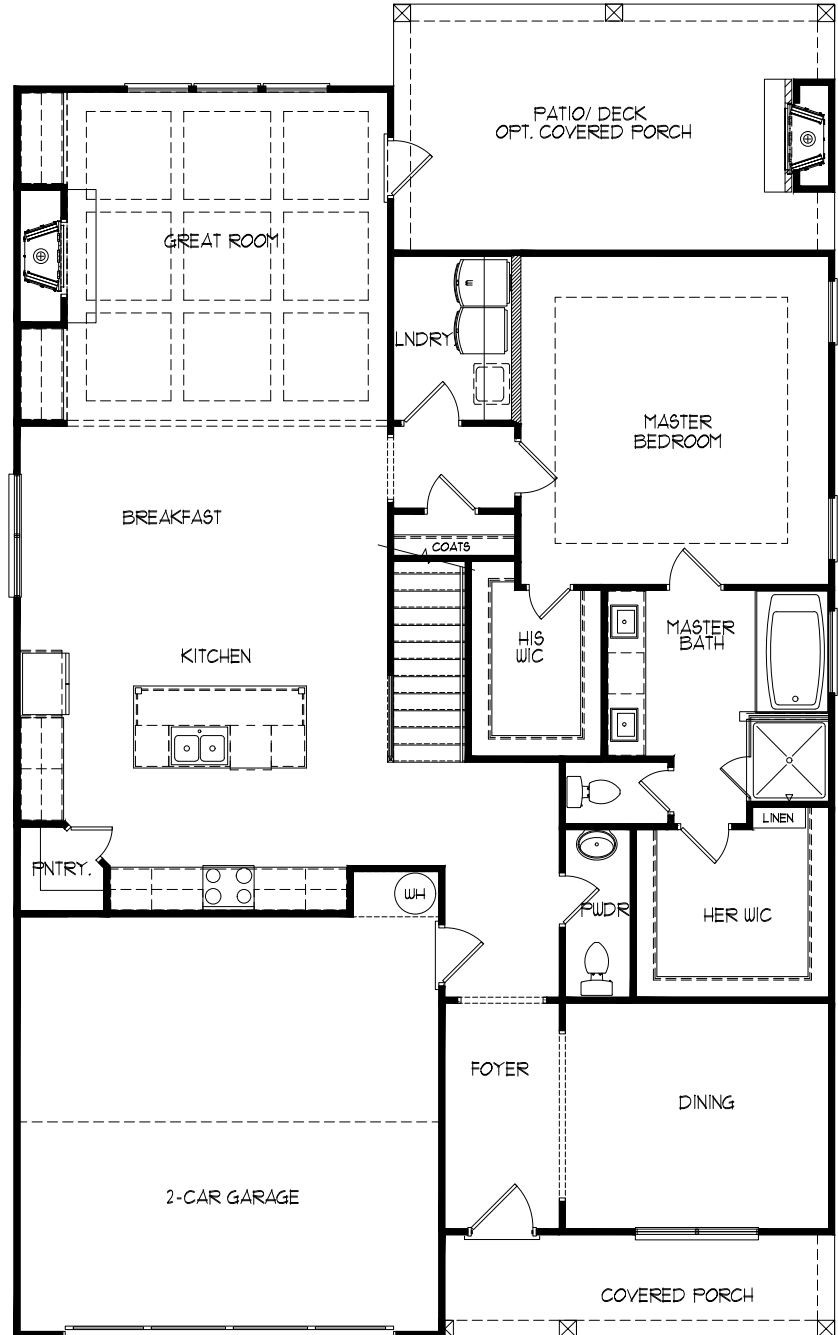 PATIO/ DECK
OPT. COVERED PORCH
GREAT ROOM
LNDRY.
MASTER
BEDROOM
BREAKFAST
COATS
HIS
WIC
MASTER
BATH
KITCHEN
LINEN
PNTRY.
WH
PWDR
HER WIC
FOYER
DINING
2-CAR GARAGE
COVERED PORCH